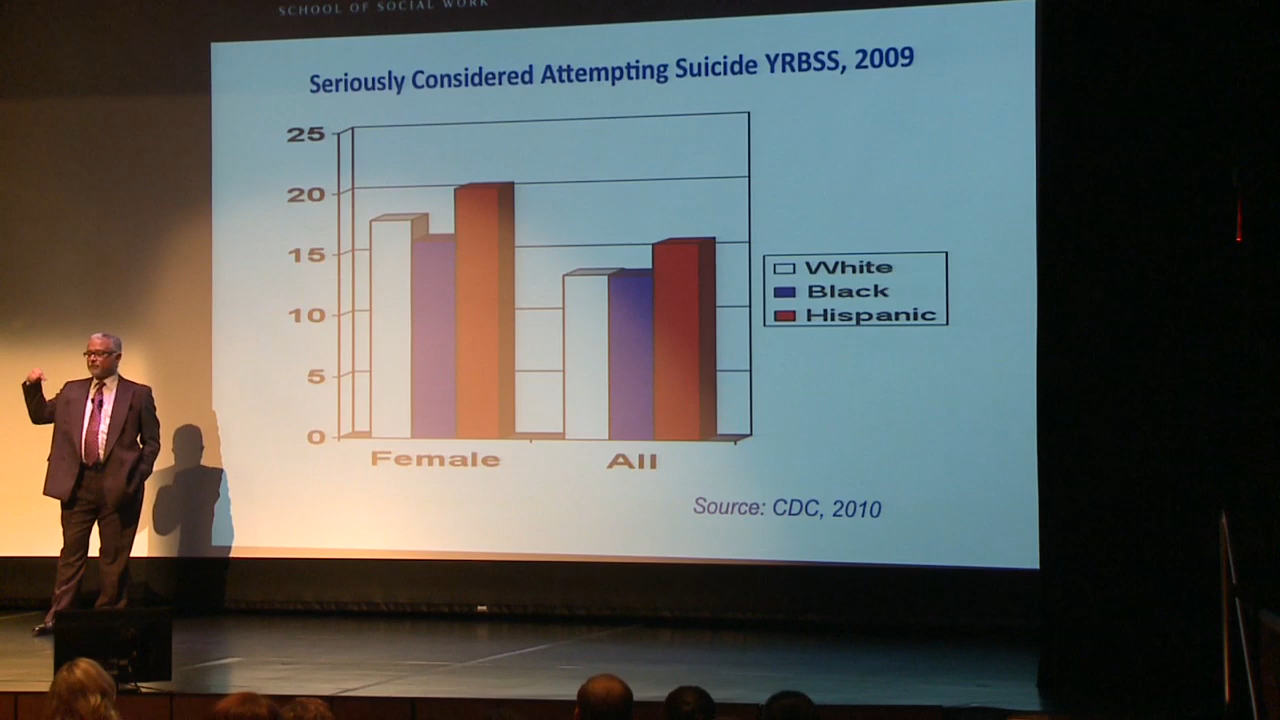 SCHOOL OF SOCIAL WORK
Seriously Considered Attempting Suicide YRBSS, 2009
25
20
15
10
5
0
Female
All
White
Black
Hispanic
Source: CDC, 2010